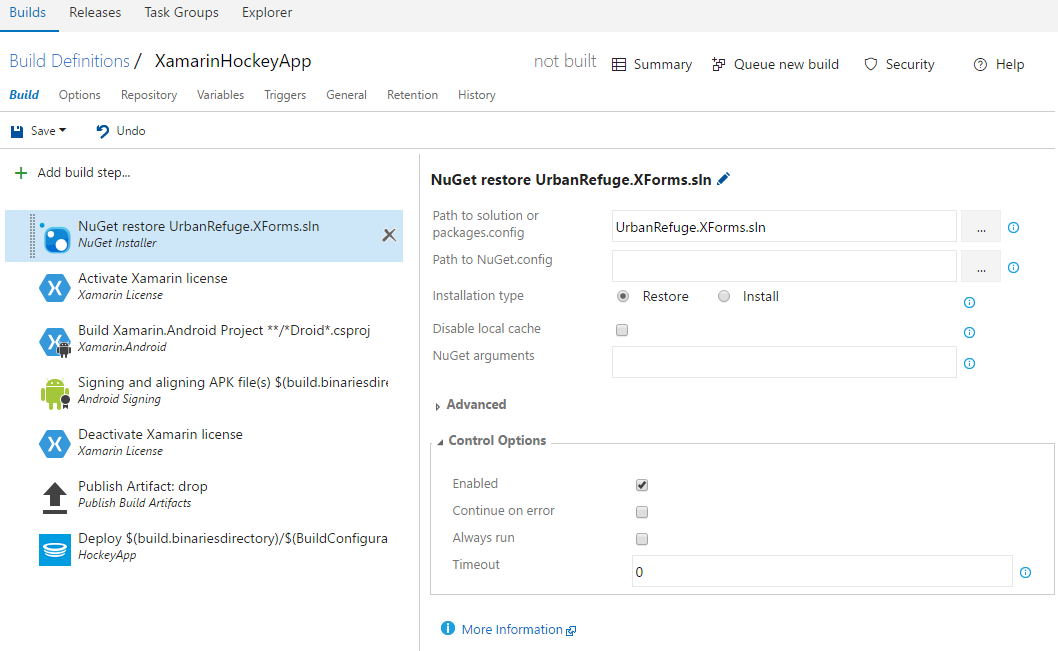 Builds Releases Task Groups Explorer
Build Definitions / XamarinHockeyApp not built Summary Queue new build Security Help
Build Options Repository Variables Triggers General Retention History
Save Undo
Add build step...
NuGet restore UrbanRefuge.XForms.sln
NuGet Installer
Activate Xamarin license
Xamarin License
Build Xamarin.Android Project **/*Droid*.csproj
Xamarin.Android
Signing and aligning APK file(s) $(build.binariesdire
Android Signing
Deactivate Xamarin license
Xamarin License
Publish Artifact: drop
Publish Build Artifacts
Deploy $(build.binariesdirectory)/$(BuildConfigura
HockeyApp
NuGet restore UrbanRefuge.XForms.sln
Path to solution or
packages.config
UrbanRefuge.XForms.sln ...
Path to NuGet.config ...
Installation type Restore Install
Disable local cache
NuGet arguments
Advanced
Control Options
Enabled
Continue on error
Always run
Timeout 0
More Information